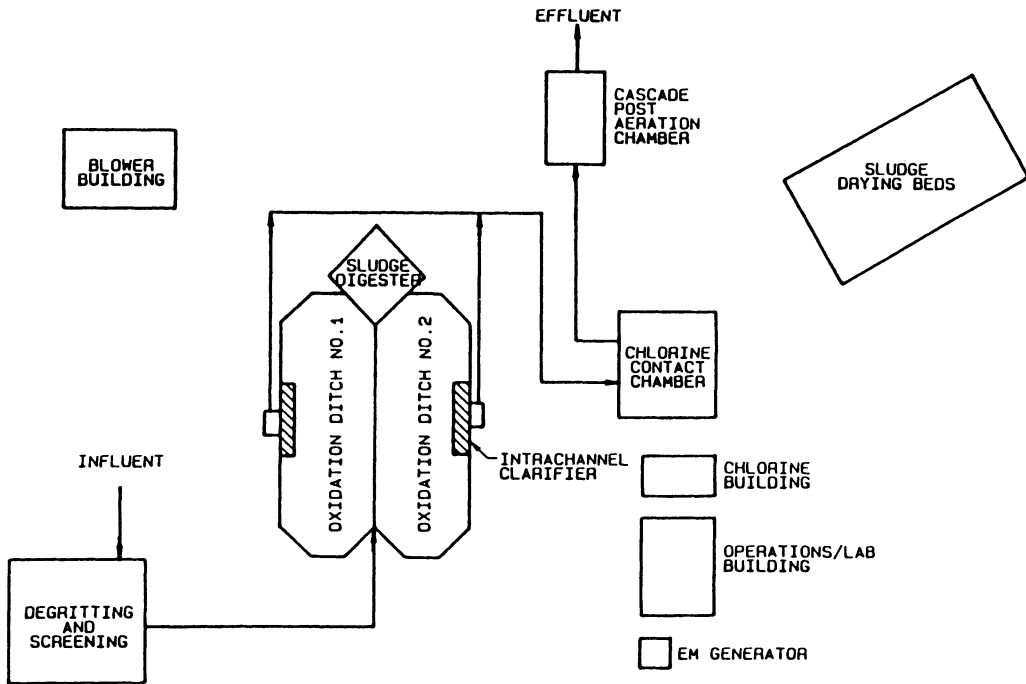 EFFLUENT
CASCADE
POST
AERATION
CHAMBER
BLOWER
BUILDING
SLUDGE
DRYING BEDS
SLUDGE
DIGESTER
OXIDATION DITCH NO.1
OXIDATION DITCH NO.2
CHLORINE
CONTACT
CHAMBER
INTRACHANNEL
CLARIFIER
INFLUENT
CHLORINE
BUILDING
OPERATIONS/LAB
BUILDING
DEGRITTING
AND
SCREENING
EM GENERATOR